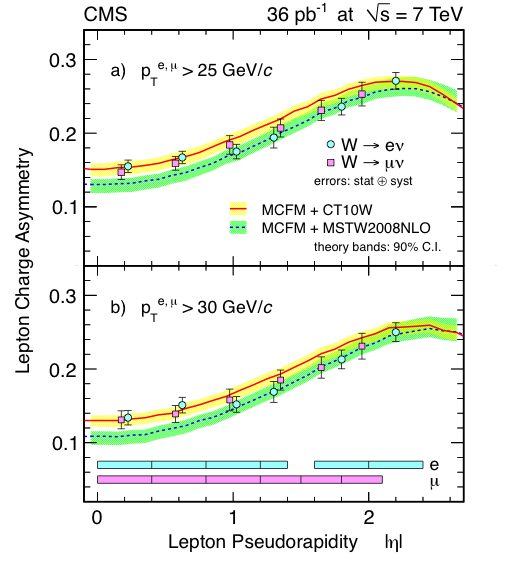 CMS 36 pb⁻¹ at √s = 7 TeV
a) p_T^{e, μ} > 25 GeV/c
W → eν
W → μν
errors: stat ⊕ syst
MCFM + CT10W
MCFM + MSTW2008NLO
theory bands: 90% C.I.
0.3
0.2
0.1
Lepton Charge Asymmetry
b) p_T^{e, μ} > 30 GeV/c
0.3
0.2
0.1
e
μ
0 1 2
Lepton Pseudorapidity |η|